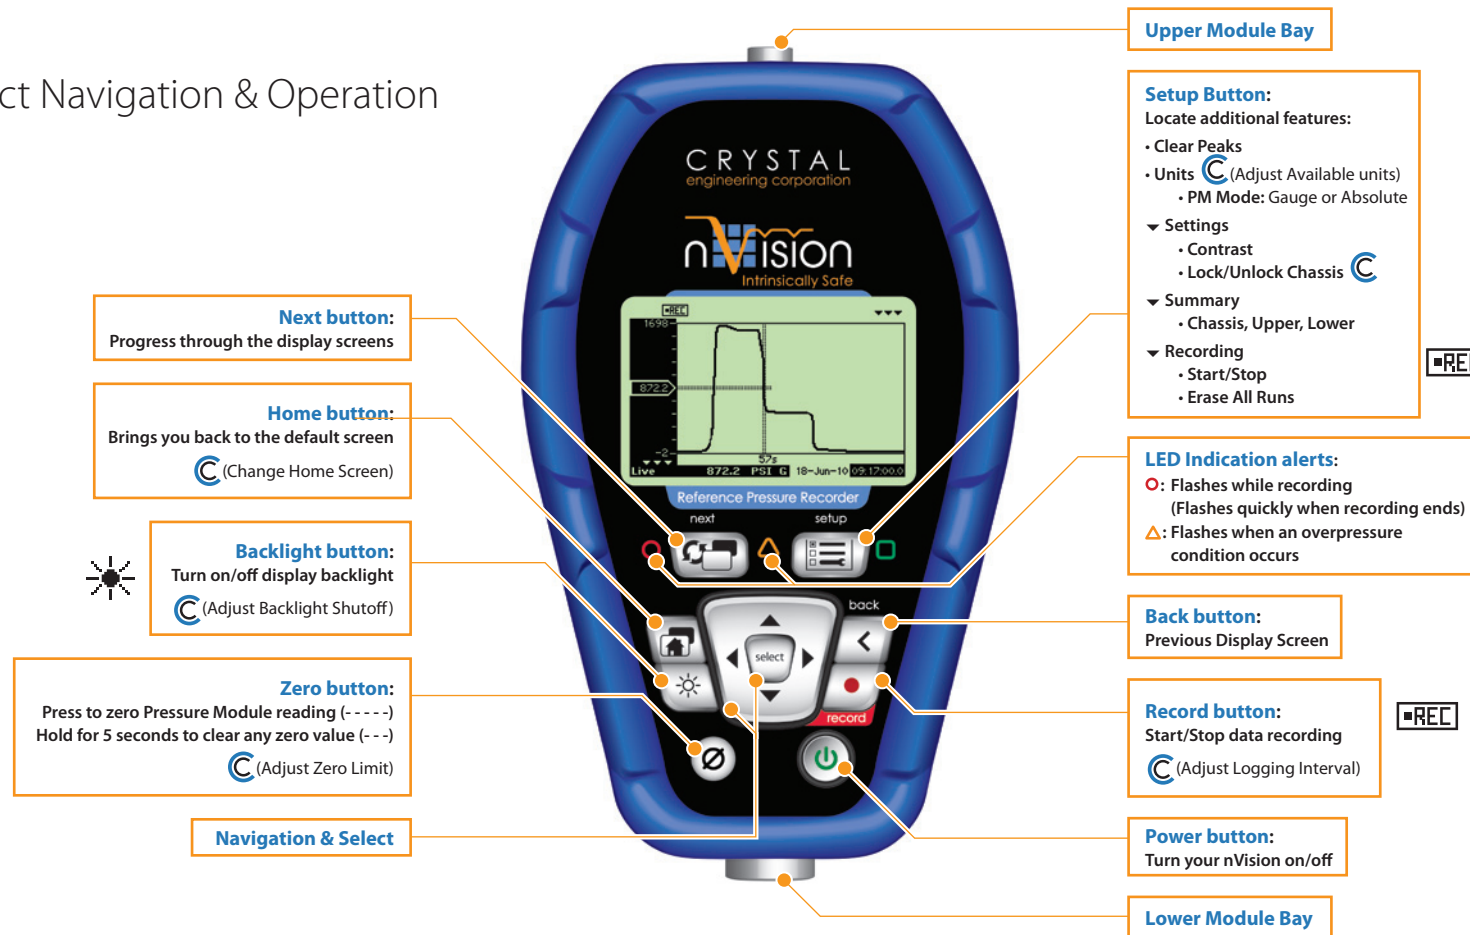 ct Navigation & Operation
Upper Module Bay
Setup Button:
Locate additional features:
• Clear Peaks
• Units C (Adjust Available units)
• PM Mode: Gauge or Absolute
Settings
• Contrast
• Lock/Unlock Chassis C
Summary
• Chassis, Upper, Lower
Recording
• Start/Stop
• Erase All Runs
RE
Next button:
Progress through the display screens
Home button:
Brings you back to the default screen
C (Change Home Screen)
Backlight button:
Turn on/off display backlight
C (Adjust Backlight Shutoff)
Zero button:
Press to zero Pressure Module reading (- - - - -)
Hold for 5 seconds to clear any zero value (- - -)
C (Adjust Zero Limit)
Navigation & Select
CRYSTAL
engineering corporation
nVision
Intrinsically Safe
REC
1698
872.2
-2
57s
Live 872.2 PSI G 18-Jun-10 09:17:00.0
Reference Pressure Recorder
next setup
back
select
record
LED Indication alerts:
: Flashes while recording
(Flashes quickly when recording ends)
: Flashes when an overpressure
condition occurs
Back button:
Previous Display Screen
Record button:
Start/Stop data recording
C (Adjust Logging Interval)
REC
Power button:
Turn your nVision on/off
Lower Module Bay